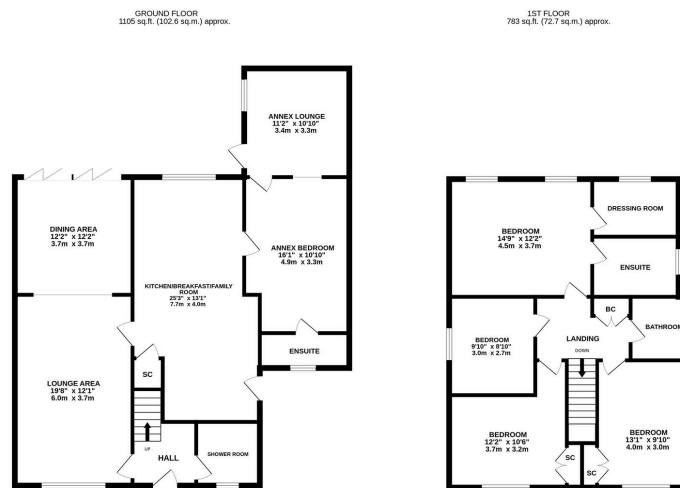 GROUND FLOOR
1105 sq.ft. (102.6 sq.m.) approx.
1ST FLOOR
783 sq.ft. (72.7 sq.m.) approx.
ANNEX LOUNGE
11'2" x 10'10"
3.4m x 3.3m
DINING AREA
12'2" x 12'2"
3.7m x 3.7m
ANNEX BEDROOM
16'1" x 10'10"
4.9m x 3.3m
KITCHEN/BREAKFAST/FAMILY
ROOM
25'3" x 13'1"
7.7m x 4.0m
ENSUITE
SC
LOUNGE AREA
19'8" x 12'1"
6.0m x 3.7m
UP
HALL
SHOWER ROOM
BEDROOM
14'9" x 12'2"
4.5m x 3.7m
DRESSING ROOM
ENSUITE
BC
BATHROOM
BEDROOM
9'10" x 8'10"
3.0m x 2.7m
LANDING
DOWN
BEDROOM
12'2" x 10'6"
3.7m x 3.2m
BEDROOM
13'1" x 9'10"
4.0m x 3.0m
SC
SC